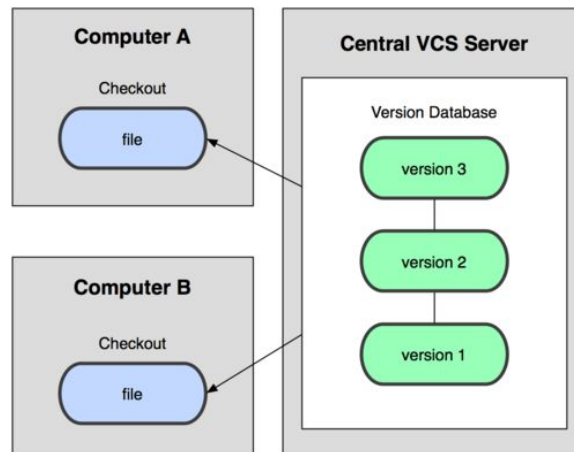 Computer A
Checkout
file
Computer B
Checkout
file
Central VCS Server
Version Database
version 3
version 2
version 1